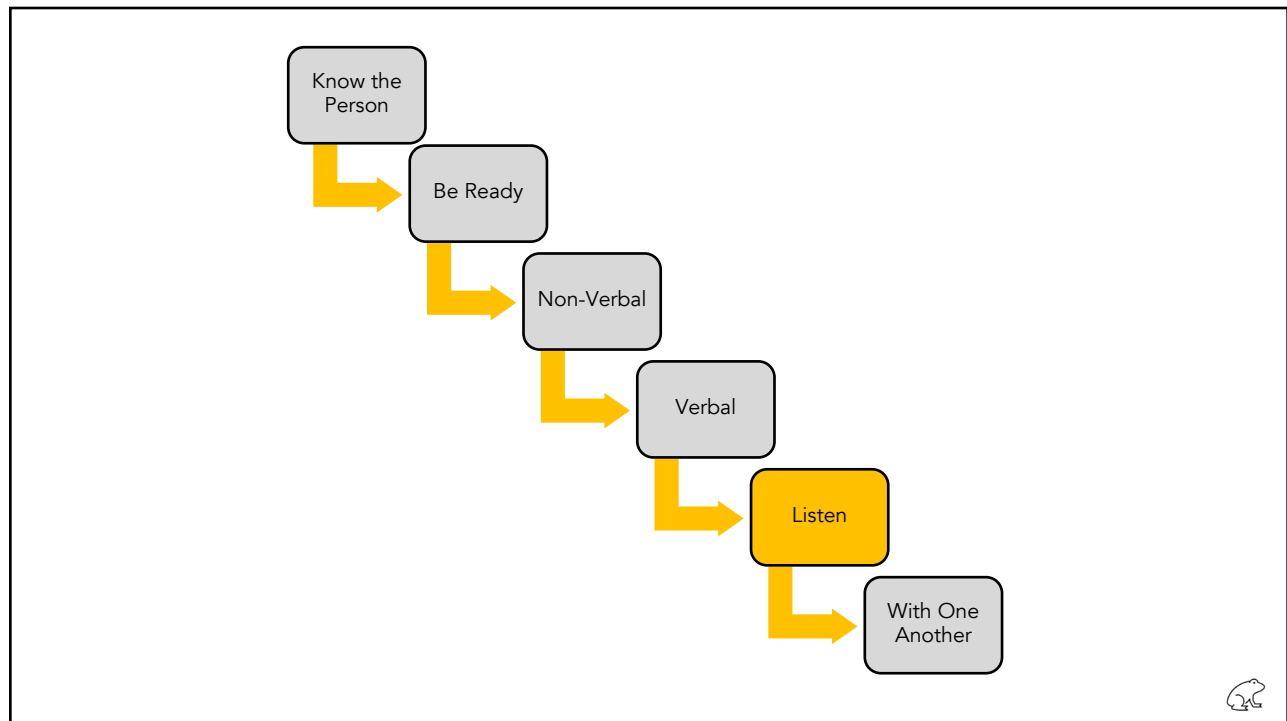 Know the
Person
Be Ready
Non-Verbal
Verbal
Listen
With One
Another